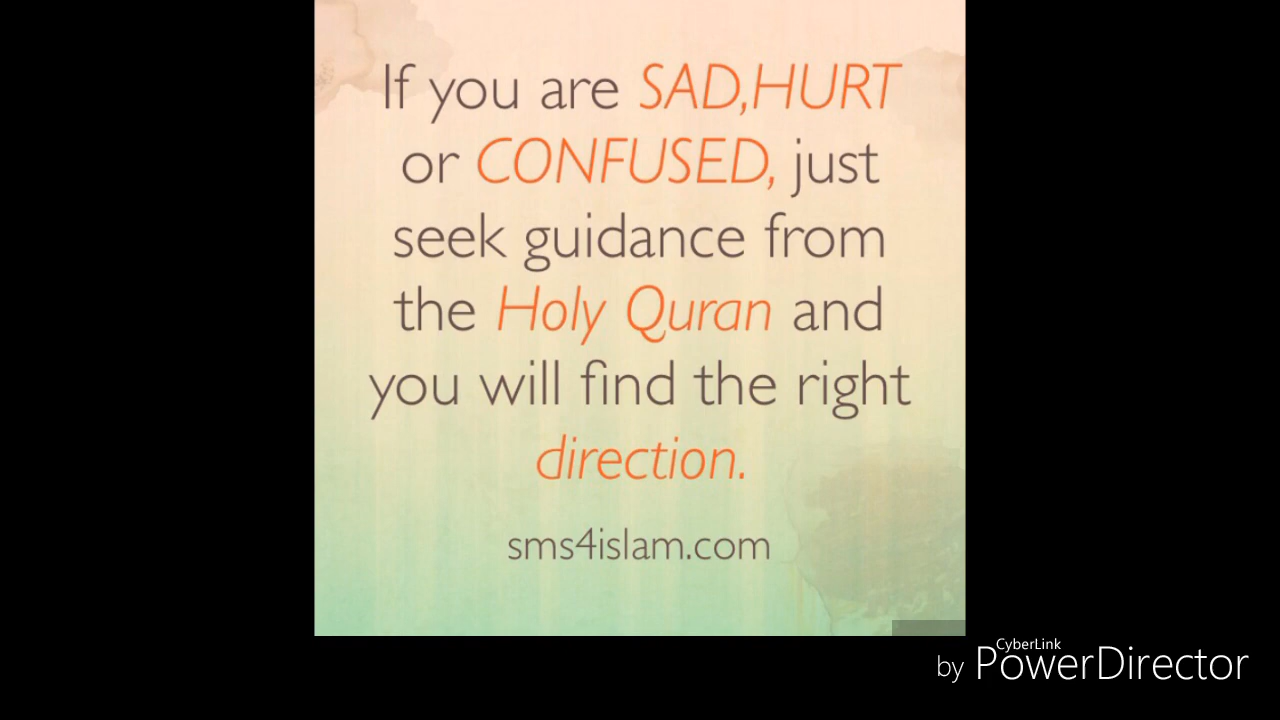 If you are SAD,HURT
or CONFUSED, just
seek guidance from
the Holy Quran and
you will find the right
direction.
sms4islam.com
CyberLink
by PowerDirector